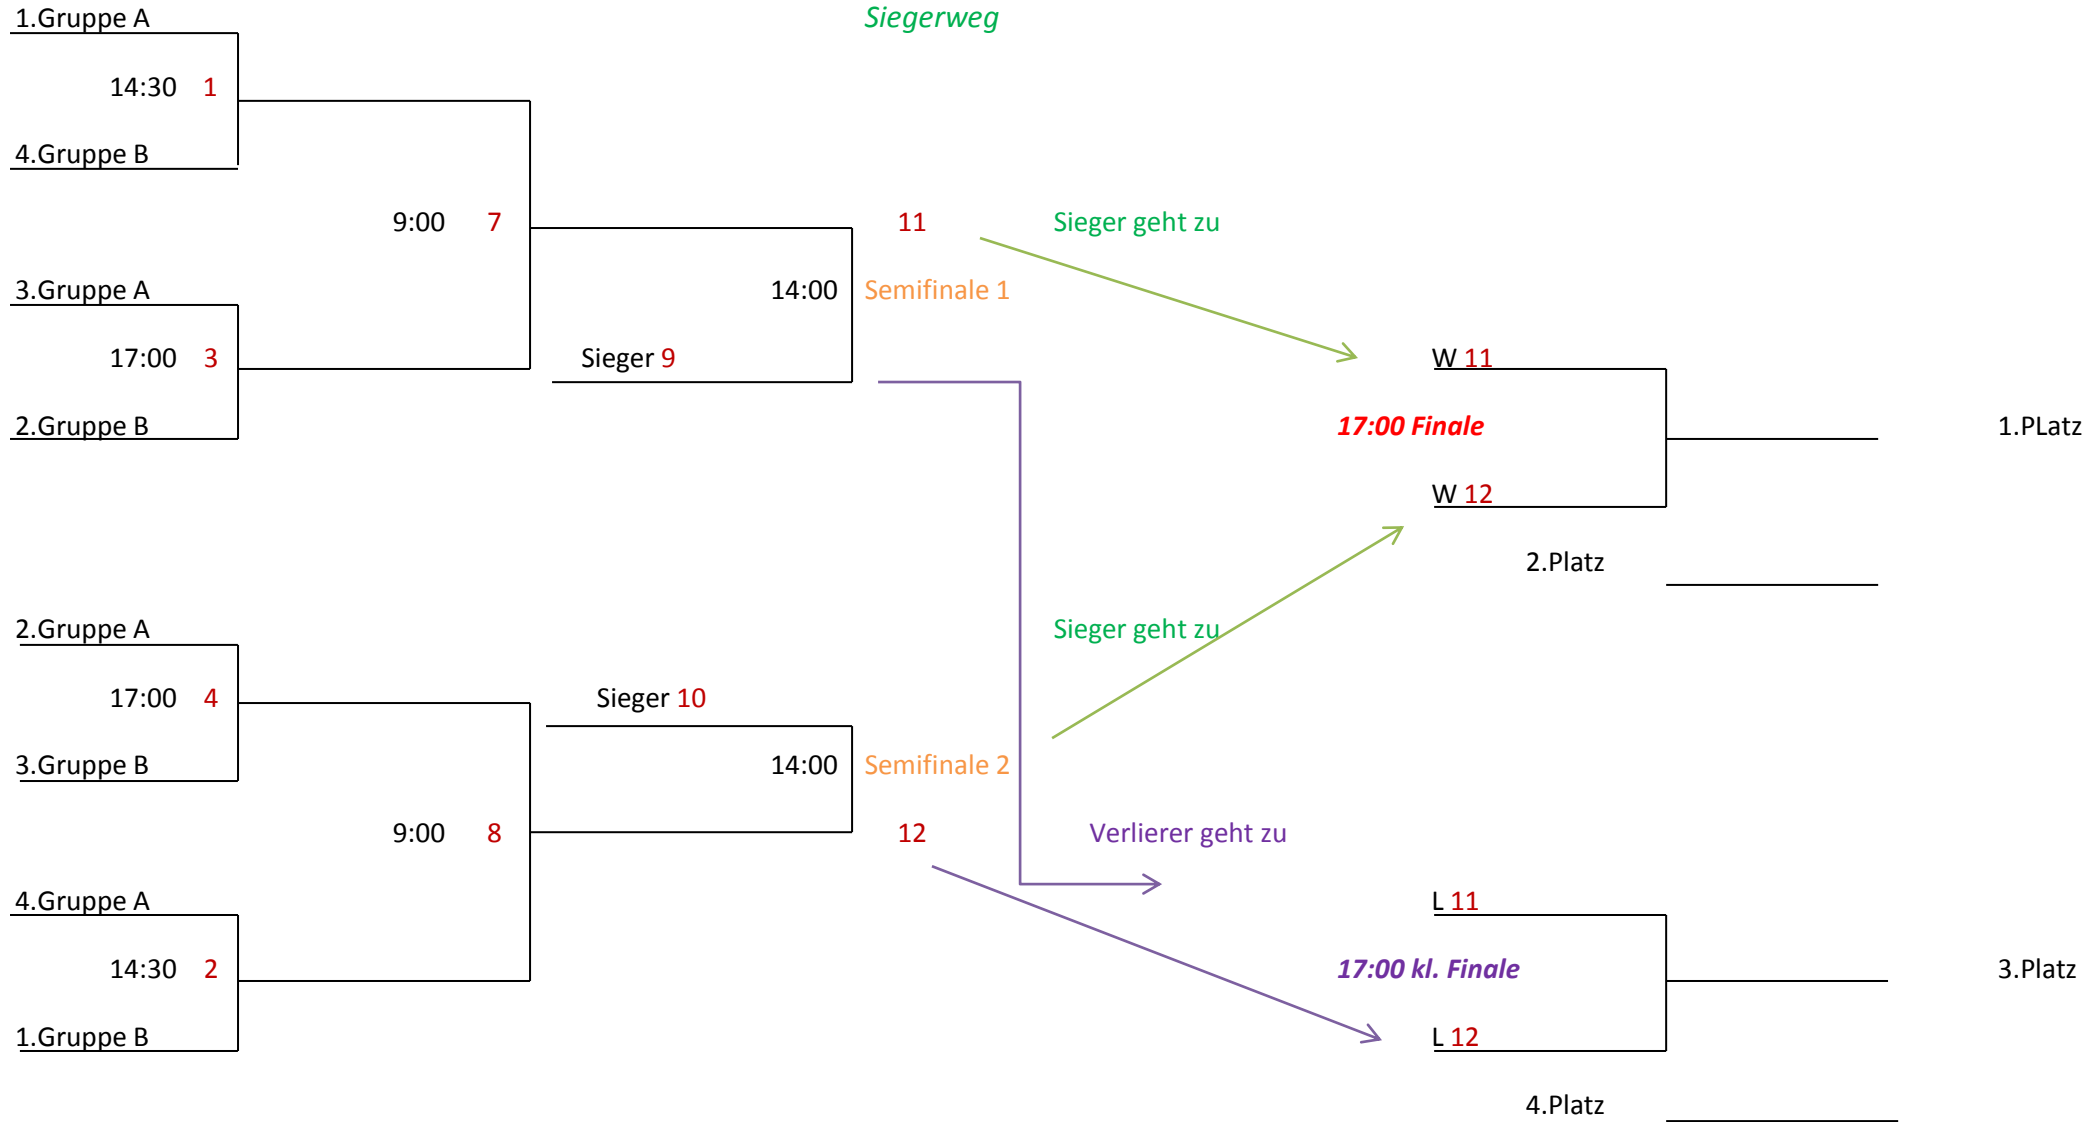 1.Gruppe A
Siegerweg
14:30 1
4.Gruppe B
9:00 7
11
Sieger geht zu
3.Gruppe A
14:00 Semifinale 1
17:00 3
Sieger 9
W 11
2.Gruppe B
17:00 Finale
1.PLatz
W 12
2.Platz
2.Gruppe A
Sieger geht zu
17:00 4
Sieger 10
3.Gruppe B
14:00 Semifinale 2
9:00 8
12
Verlierer geht zu
4.Gruppe A
L 11
14:30 2
17:00 kl. Finale
3.Platz
1.Gruppe B
L 12
4.Platz